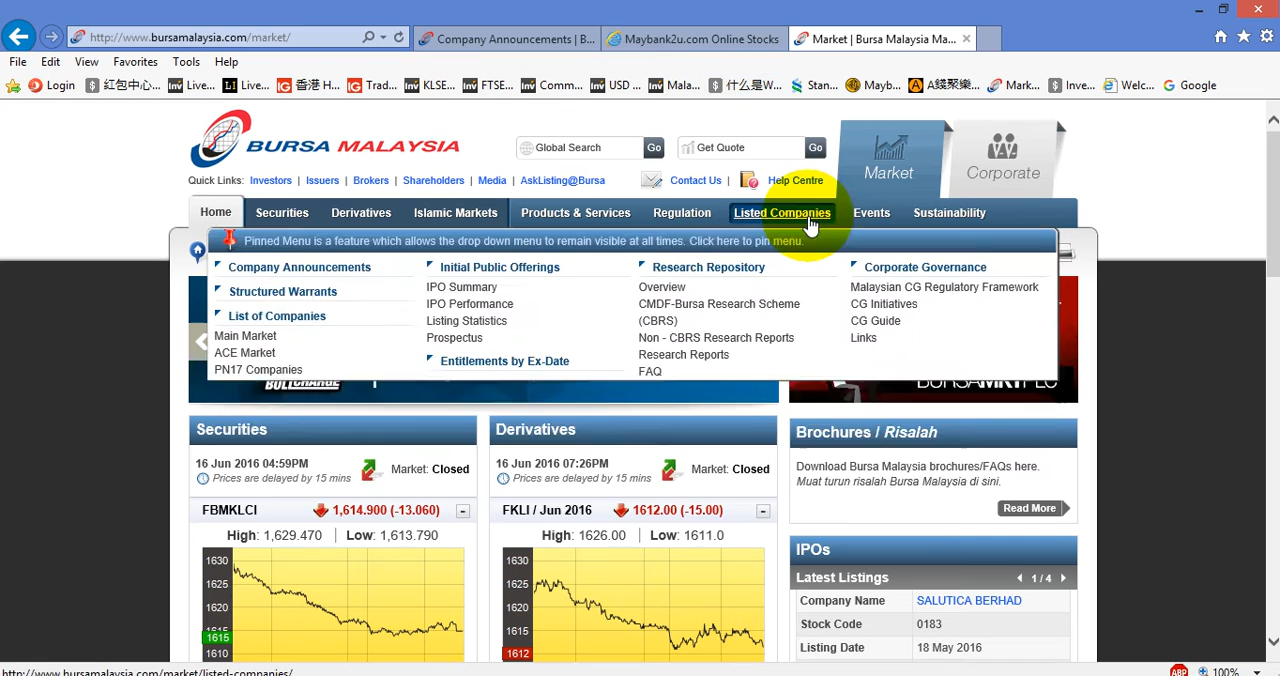 http://www.bursamalaysia.com/market/
Company Announcements | B...
Maybank2u.com Online Stocks
Market | Bursa Malaysia Ma...
File Edit View Favorites Tools Help
Login
红包中心...
Live...
Live...
香港 H...
Trad...
KLSE...
FTSE...
Comm...
USD ...
Mala...
什么是W...
Stan...
Mayb...
A錢聚樂...
Mark...
Inve...
Welc...
Google
BURSA MALAYSIA
Global Search Go
Get Quote Go
Market
Corporate
Quick Links: Investors | Issuers | Brokers | Shareholders | Media | AskListing@Bursa
Contact Us | Help Centre
Home Securities Derivatives Islamic Markets Products & Services Regulation Listed Companies Events Sustainability
Pinned Menu is a feature which allows the drop down menu to remain visible at all times. Click here to pin menu.
Company Announcements
Structured Warrants
List of Companies
Main Market
ACE Market
PN17 Companies
Initial Public Offerings
IPO Summary
IPO Performance
Listing Statistics
Prospectus
Entitlements by Ex-Date
Research Repository
Overview
CMDF-Bursa Research Scheme
(CBRS)
Non - CBRS Research Reports
Research Reports
FAQ
Corporate Governance
Malaysian CG Regulatory Framework
CG Initiatives
CG Guide
Links
Securities
16 Jun 2016 04:59PM
Prices are delayed by 15 mins
Market: Closed
FBMKLCI 1,614.900 (-13.060) -
High: 1,629.470 | Low: 1,613.790
1630
1625
1620
1615
1610
Derivatives
16 Jun 2016 07:26PM
Prices are delayed by 15 mins
Market: Closed
FKLI / Jun 2016 1612.00 (-15.00) -
High: 1626.00 | Low: 1611.0
1630
1625
1620
1615
1612
Brochures / Risalah
Download Bursa Malaysia brochures/FAQs here.
Muat turun risalah Bursa Malaysia di sini.
Read More
IPOs
Latest Listings 1 / 4
Company Name SALUTICA BERHAD
Stock Code 0183
Listing Date 18 May 2016
http://www.bursamalaysia.com/market/listed-companies/
ABP
100%